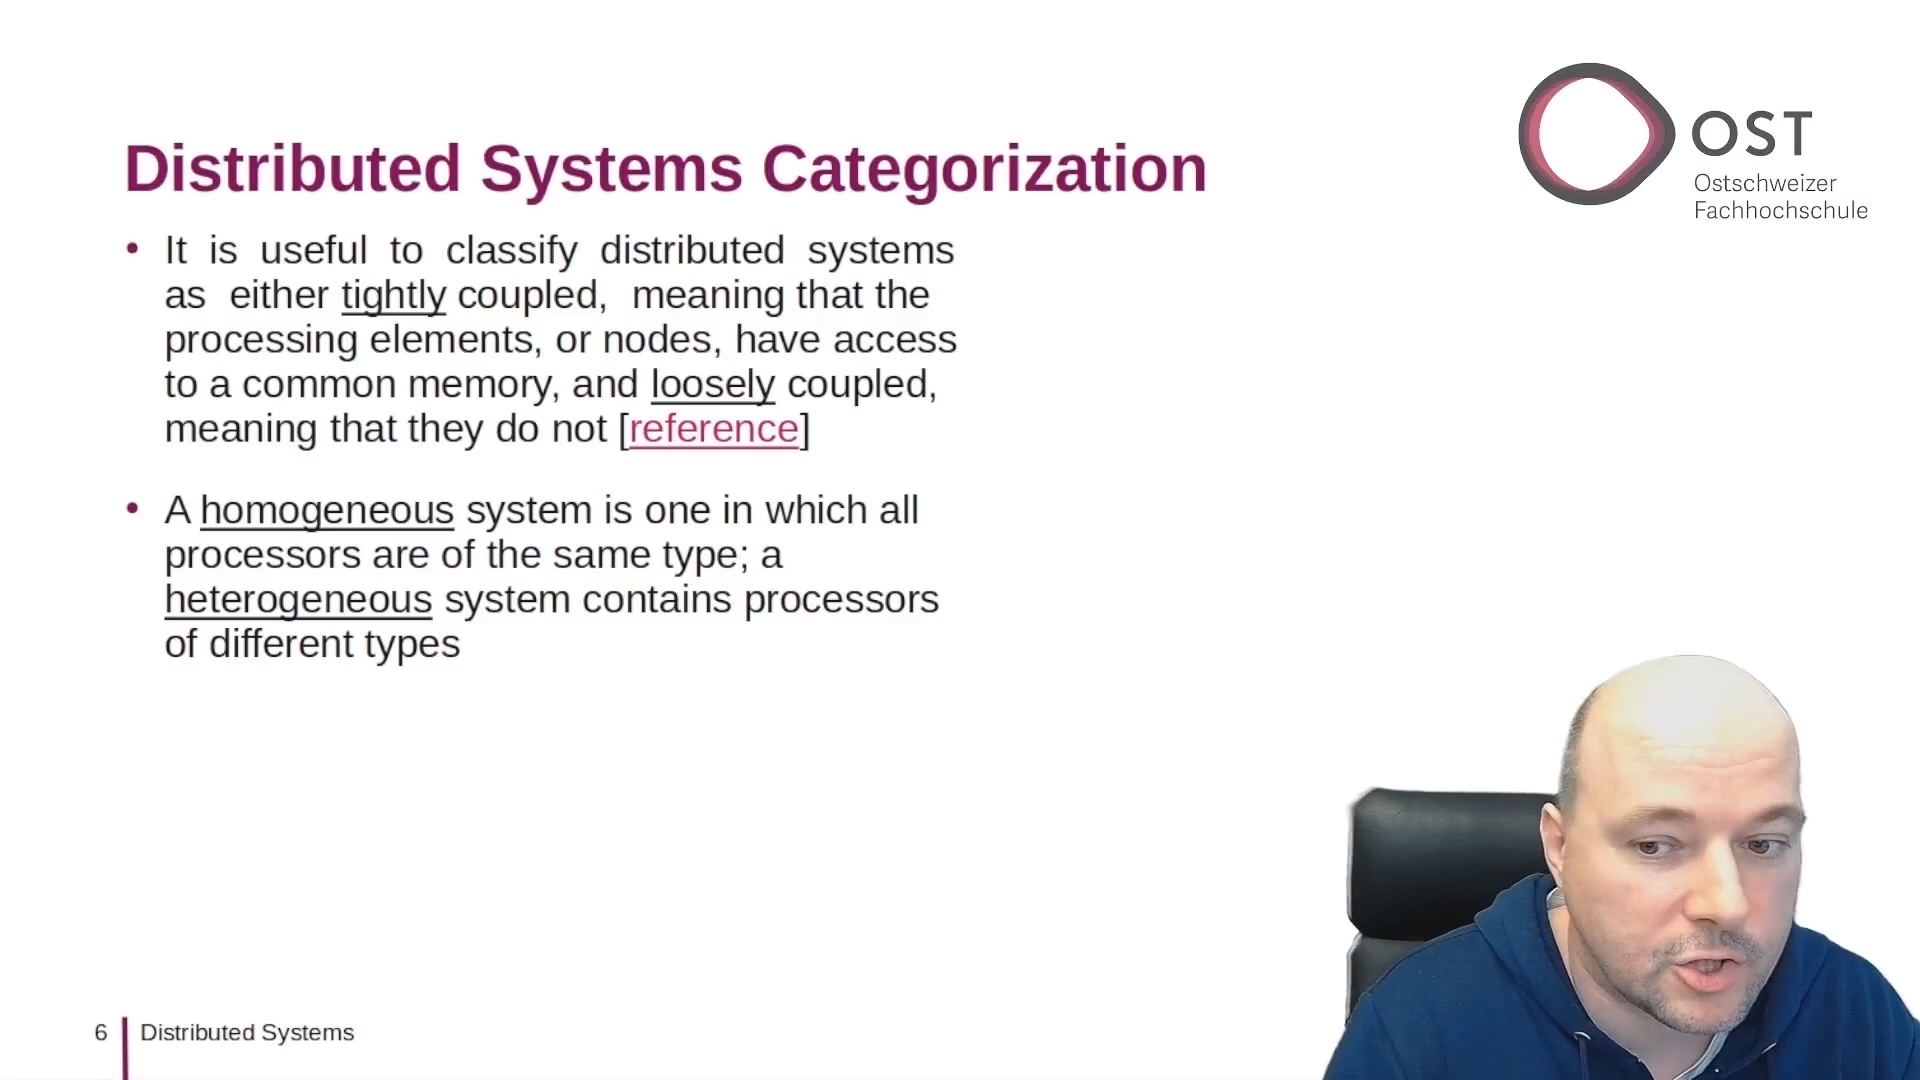 OST
Ostschweizer
Fachhochschule
Distributed Systems Categorization
• It is useful to classify distributed systems
as either tightly coupled, meaning that the
processing elements, or nodes, have access
to a common memory, and loosely coupled,
meaning that they do not [reference]
• A homogeneous system is one in which all
processors are of the same type; a
heterogeneous system contains processors
of different types
6 Distributed Systems